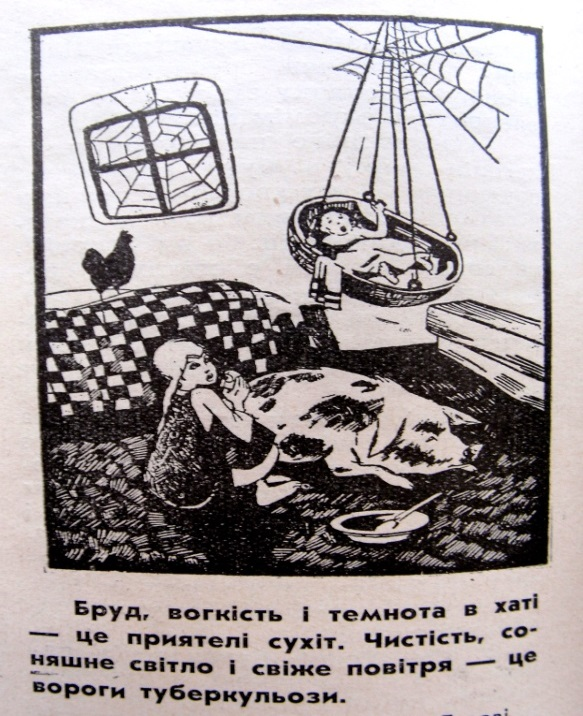 Бруд, вогкість і темнота в хаті
— це приятелі сухіт. Чистість, со-
няшне світло і свіже повітря — це
вороги туберкульози.